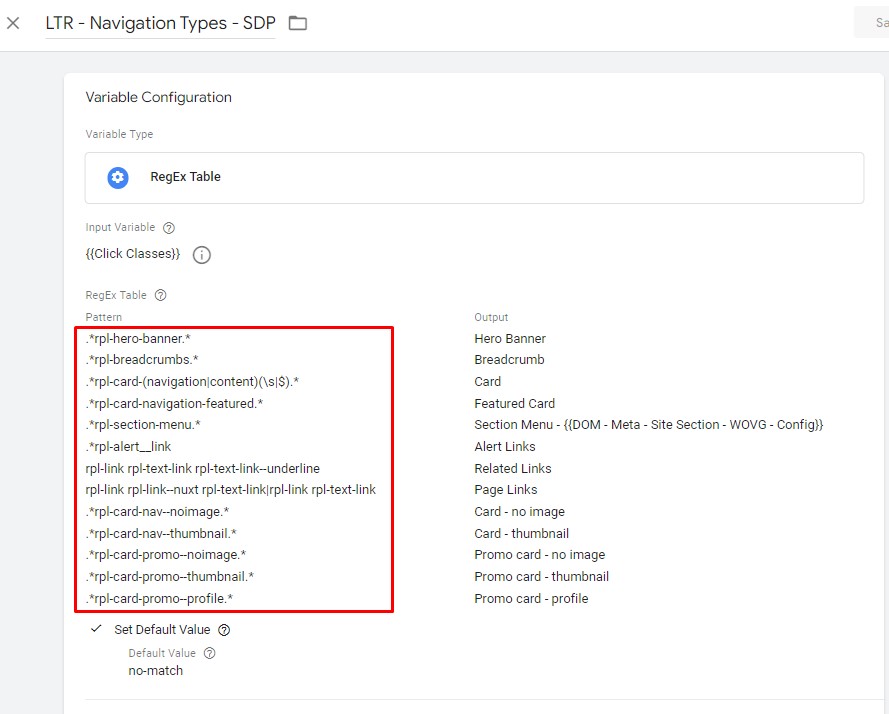 LTR - Navigation Types - SDP
Sa
Variable Configuration
Variable Type
RegEx Table
Input Variable
{{Click Classes}}
RegEx Table
Pattern Output
.*rpl-hero-banner.* Hero Banner
.*rpl-breadcrumbs.* Breadcrumb
.*rpl-card-(navigation|content)(\s|$).* Card
.*rpl-card-navigation-featured.* Featured Card
.*rpl-section-menu.* Section Menu - {{DOM - Meta - Site Section - WOVG - Config}}
.*rpl-alert__link Alert Links
rpl-link rpl-text-link rpl-text-link--underline Related Links
rpl-link rpl-link--nuxt rpl-text-link|rpl-link rpl-text-link Page Links
.*rpl-card-nav--noimage.* Card - no image
.*rpl-card-nav--thumbnail.* Card - thumbnail
.*rpl-card-promo--noimage.* Promo card - no image
.*rpl-card-promo--thumbnail.* Promo card - thumbnail
.*rpl-card-promo--profile.* Promo card - profile
Set Default Value
Default Value
no-match